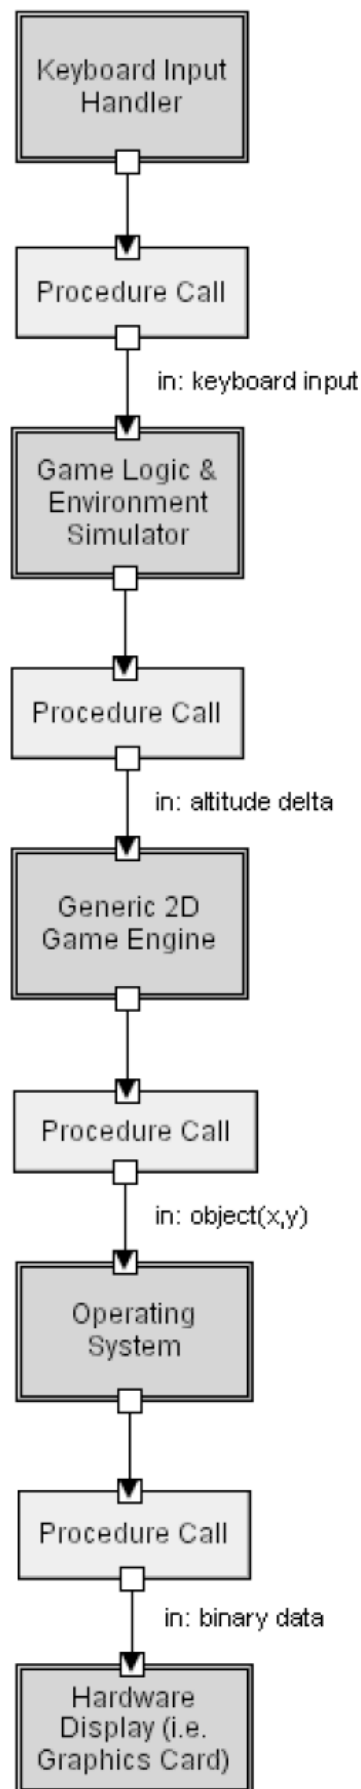 Keyboard Input
Handler
Procedure Call
in: keyboard input
Game Logic &
Environment
Simulator
Procedure Call
in: altitude delta
Generic 2D
Game Engine
Procedure Call
in: object(x,y)
Operating
System
Procedure Call
in: binary data
Hardware
Display (i.e.
Graphics Card)